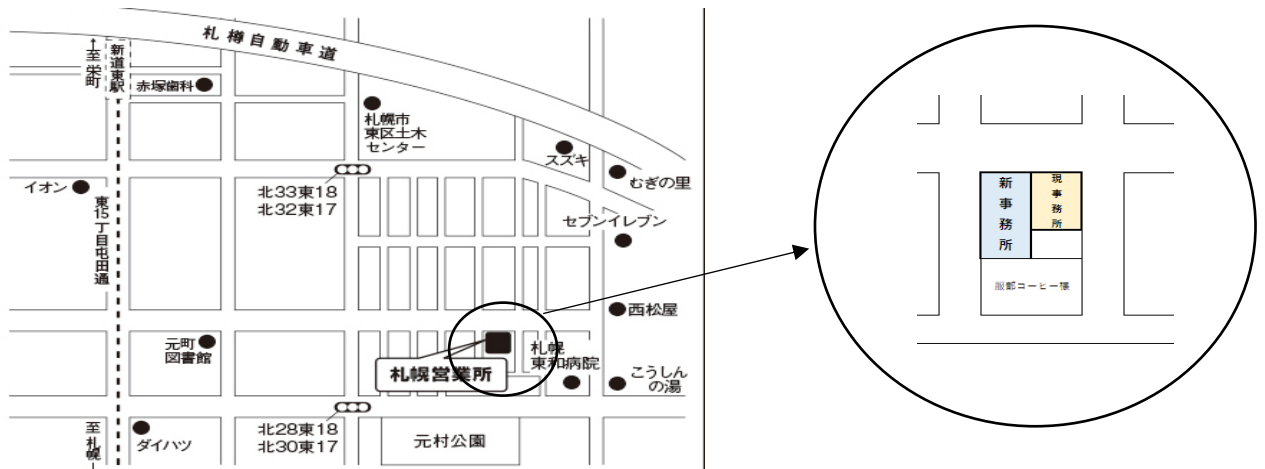 札樽自動車道
←至栄町
新道東駅
赤塚歯科
札幌市
東区土木
センター
スズキ
むぎの里
イオン
北33東18
北32東17
セブンイレブン
東15丁目屯田通
西松屋
元町
図書館
札幌
東和病院
札幌営業所
こうしん
の湯
北28東18
北30東17
元村公園
至札幌→
ダイハツ
新事務所
現事務所
服部コーヒー様